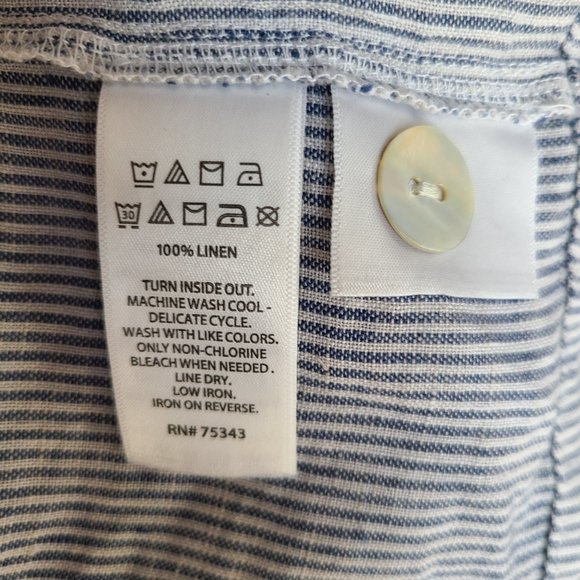 30
100% LINEN
TURN INSIDE OUT.
MACHINE WASH COOL -
DELICATE CYCLE.
WASH WITH LIKE COLORS.
ONLY NON-CHLORINE
BLEACH WHEN NEEDED .
LINE DRY.
LOW IRON.
IRON ON REVERSE.
RN# 75343